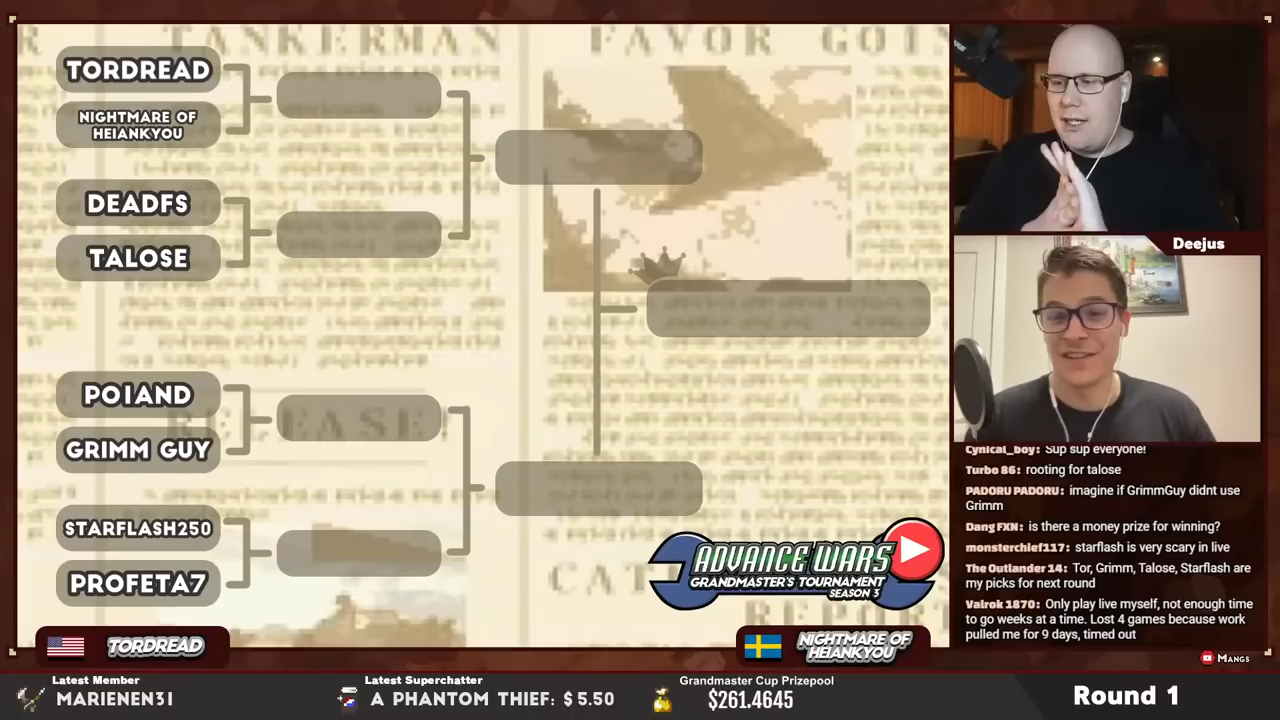 TANKERMAN
FAVOR GOES
TORDREAD
NIGHTMARE OF
HEIANKYOU
DEADFS
TALOSE
POIAND
GRIMM GUY
STARFLASH250
PROFETA7
ADVANCE WARS
GRANDMASTER'S TOURNAMENT
SEASON 3
TORDREAD
NIGHTMARE OF
HEIANKYOU
Deejus
Cynical_boy: Sup sup everyone!
Turbo 86: rooting for talose
PADORU PADORU: imagine if GrimmGuy didnt use
Grimm
Dang FXN: is there a money prize for winning?
monsterchief117: starflash is very scary in live
The Outlander 14: Tor, Grimm, Talose, Starflash are
my picks for next round
Valrok 1870: Only play live myself, not enough time
to go weeks at a time. Lost 4 games because work
pulled me for 9 days, timed out
Mangs
Latest Member
MARIENEN31
Latest Superchatter
A PHANTOM THIEF: $5.50
Grandmaster Cup Prizepool
$261.4645
Round 1